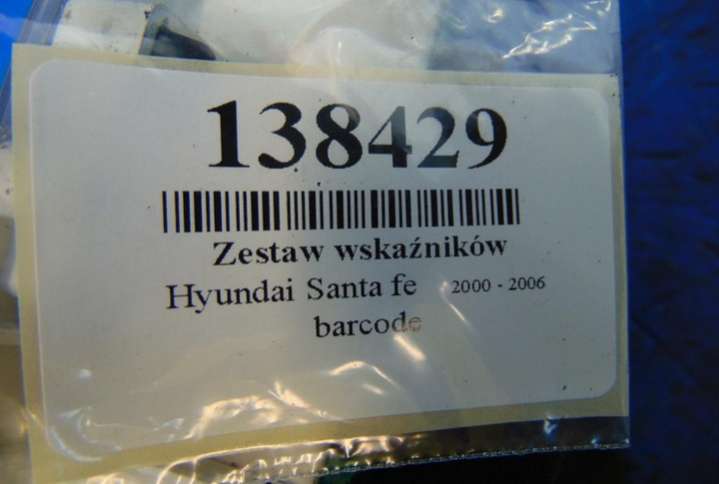 138429
Zestaw wskaźników
Hyundai Santa fe 2000 - 2006
barcode